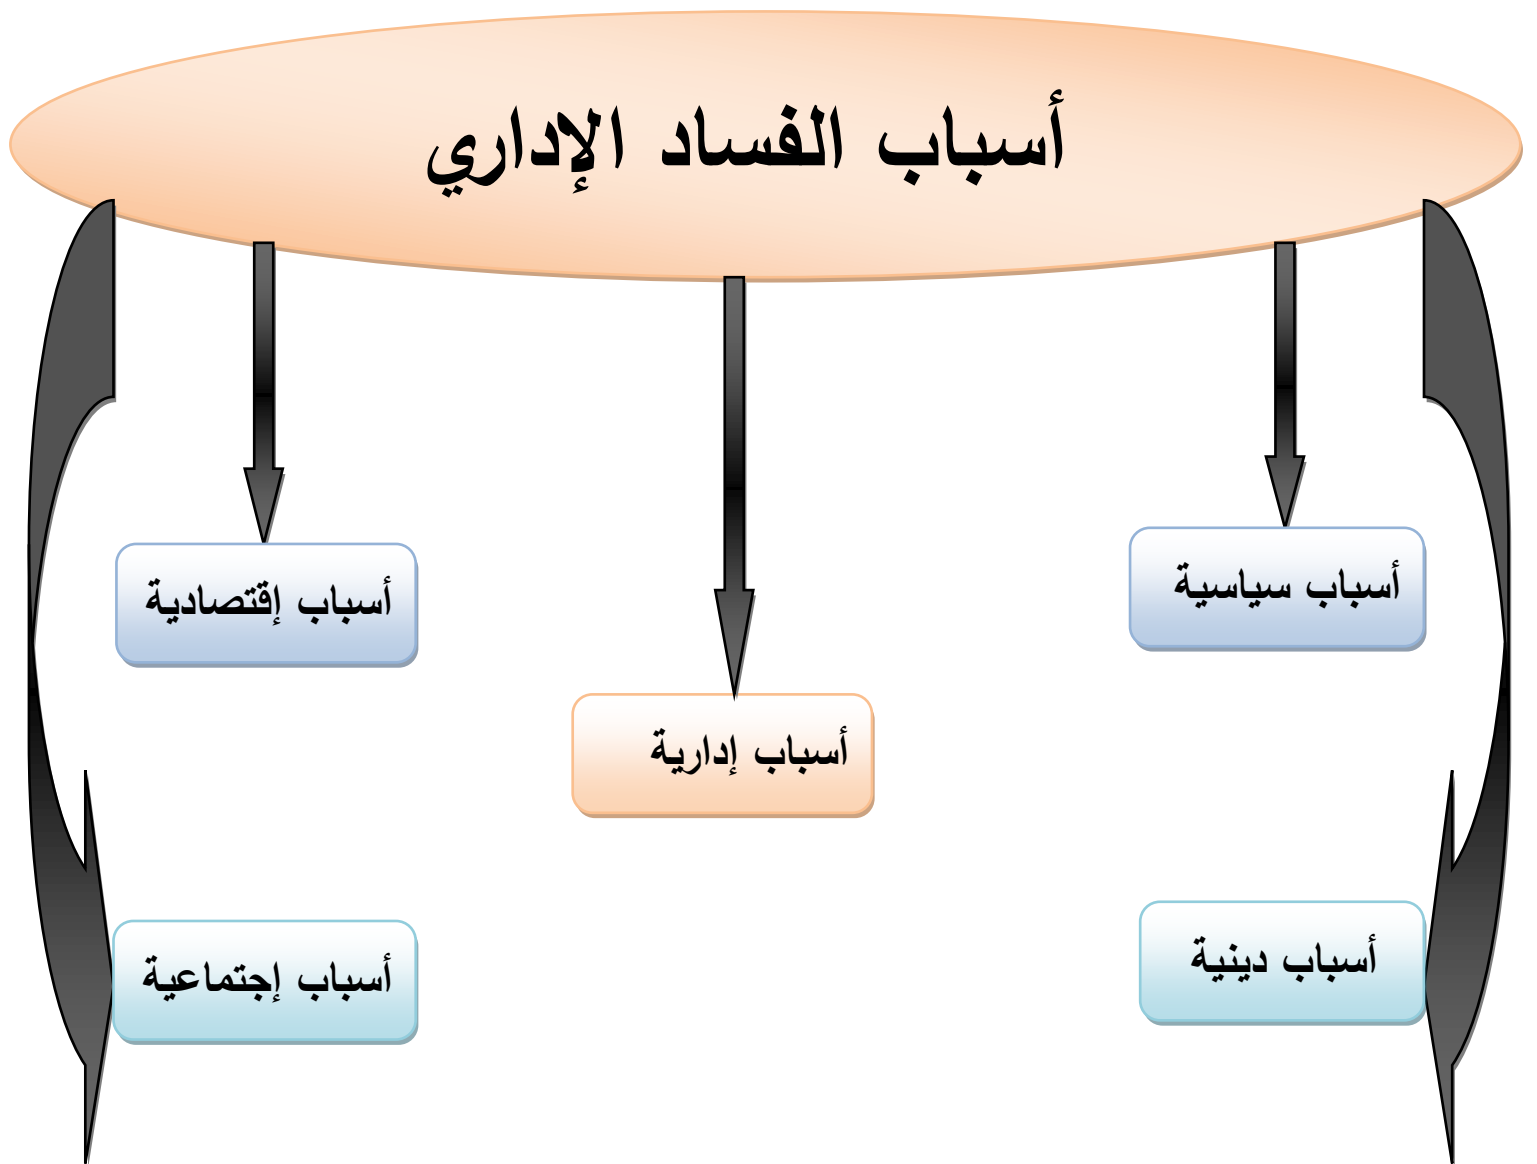 أسباب الفساد الإداري
أسباب سياسية
أسباب إقتصادية
أسباب إدارية
أسباب دينية
أسباب إجتماعية